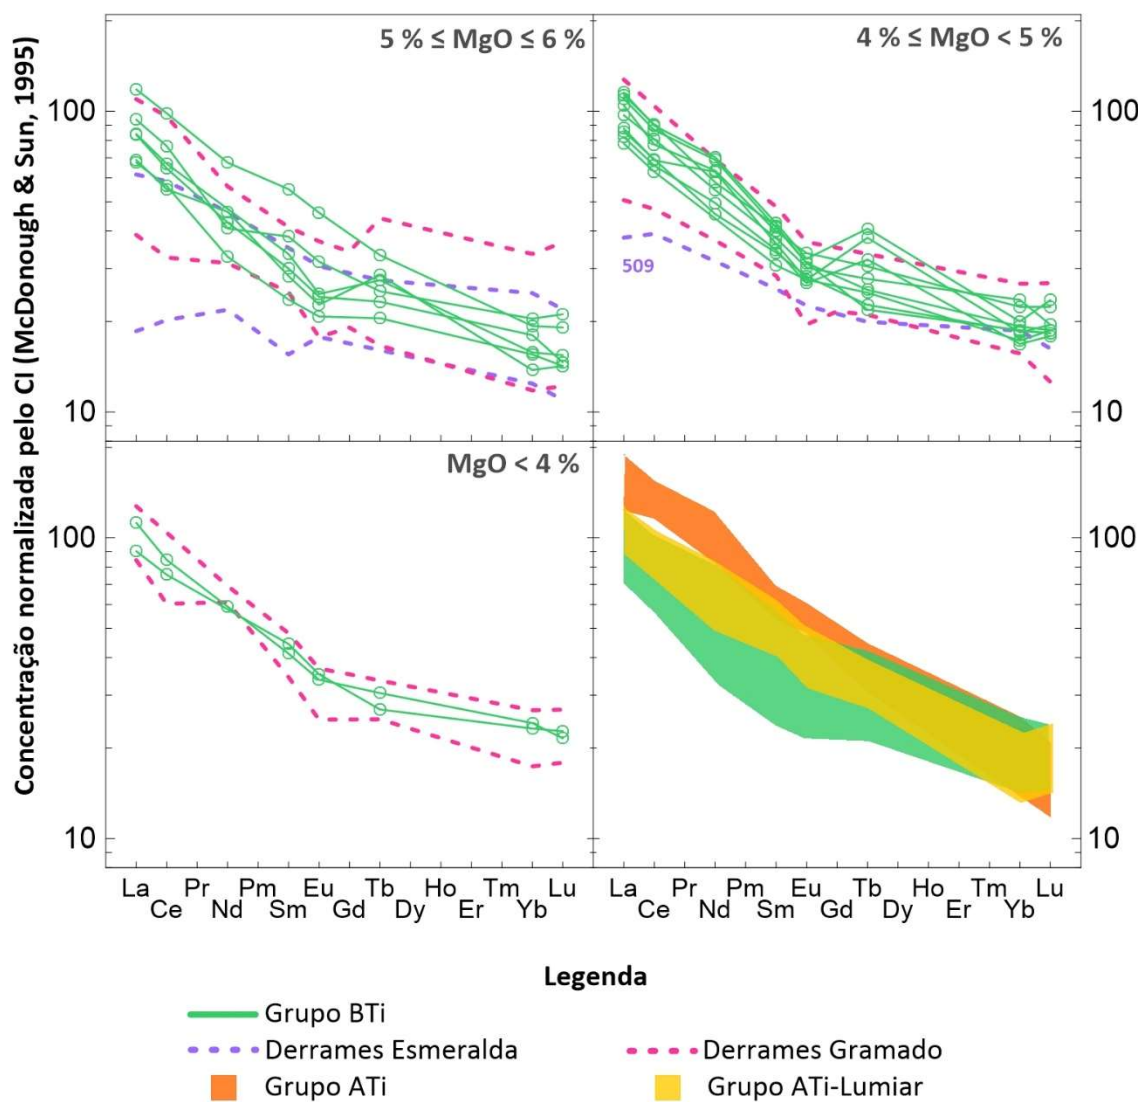 Concentração normalizada pelo CI (McDonough & Sun, 1995)
5 % ≤ MgO ≤ 6 %
4 % ≤ MgO < 5 %
100
10
509
100
10
MgO < 4 %
100
10
100
10
La Pr Pm Eu Tb Ho Tm Lu
Ce Nd Sm Gd Dy Er Yb
La Pr Pm Eu Tb Ho Tm Lu
Ce Nd Sm Gd Dy Er Yb
Legenda
Grupo BTi
Derrames Esmeralda Derrames Gramado
Grupo ATi Grupo ATi-Lumiar